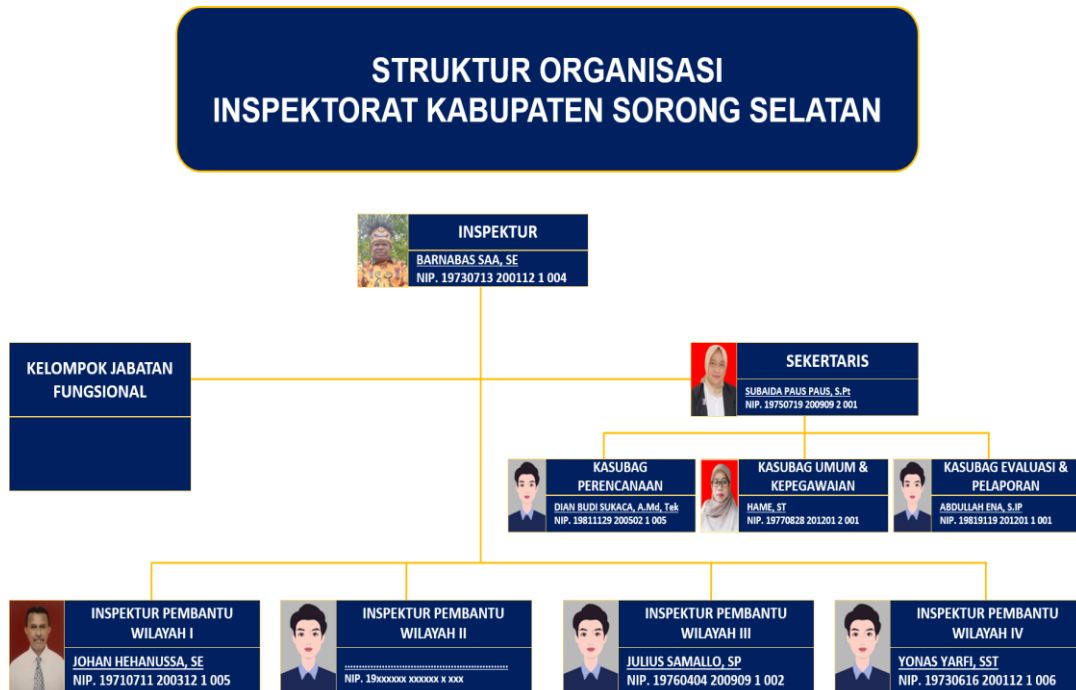 STRUKTUR ORGANISASI
INSPEKTORAT KABUPATEN SORONG SELATAN
INSPEKTUR
BARNABAS SAA, SE
NIP. 19730713 200112 1 004
KELOMPOK JABATAN
FUNGSIONAL
SEKERTARIS
SUBAIDA PAUS PAUS, S.Pt
NIP. 19750719 200909 2 001
KASUBAG
PERENCANAAN
DIAN BUDI SUKACA, A.Md, Tek
NIP. 19811129 200502 1 005
KASUBAG UMUM &
KEPEGAWAIAN
HAME, ST
NIP. 19770828 201201 2 001
KASUBAG EVALUASI &
PELAPORAN
ABDULLAH ENA, S.IP
NIP. 19819119 201201 1 001
INSPEKTUR PEMBANTU
WILAYAH I
JOHAN HEHANUSSA, SE
NIP. 19710711 200312 1 005
INSPEKTUR PEMBANTU
WILAYAH II
..........................................................
NIP. 19xxxxxx xxxxxx x xxx
INSPEKTUR PEMBANTU
WILAYAH III
JULIUS SAMALLO, SP
NIP. 19760404 200909 1 002
INSPEKTUR PEMBANTU
WILAYAH IV
YONAS YARFI, SST
NIP. 19730616 200112 1 006